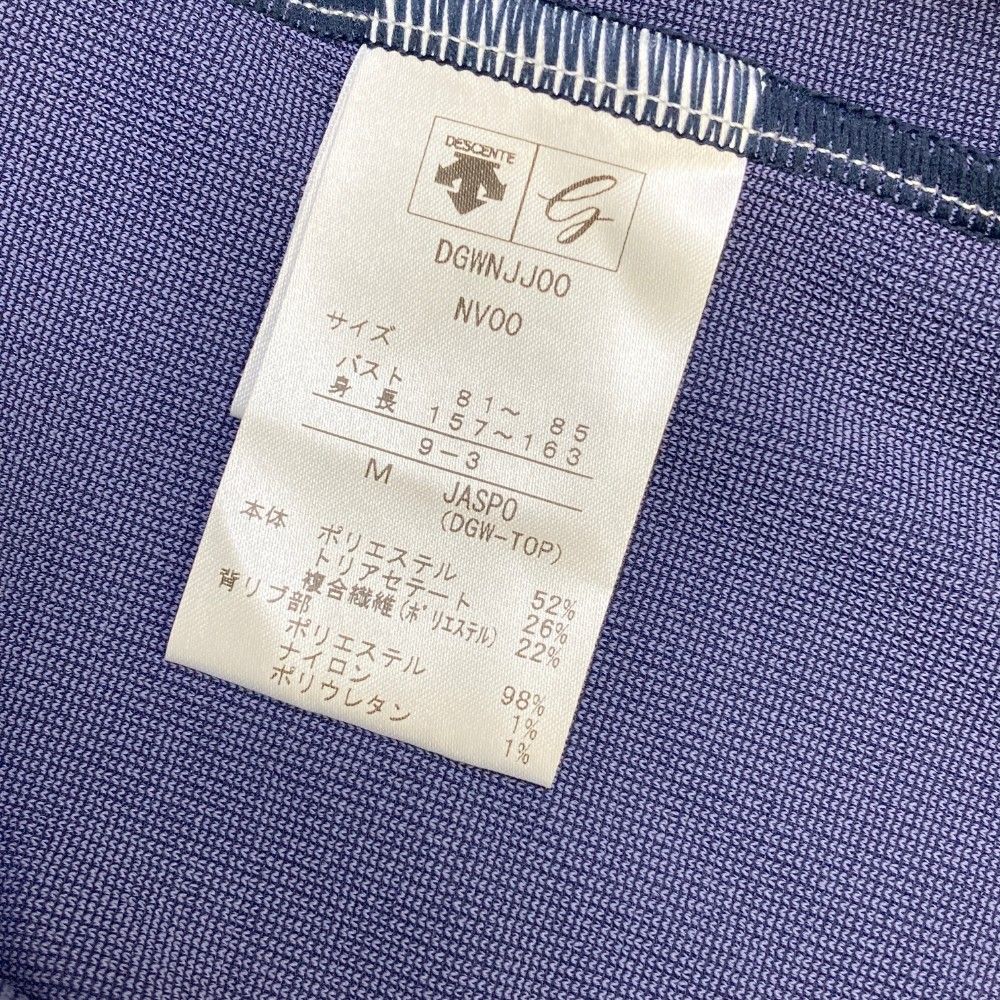 DESCENTE
G
DGWNJJ00
NV00
サイズ
バスト 81〜 85
身 長 157〜163
9-3
M JASPO
(DGW-TOP)
本体 ポリエステル 52%
トリアセテート 26%
複合繊維(ポリエステル) 22%
背リブ部
ポリエステル 98%
ナイロン 1%
ポリウレタン 1%